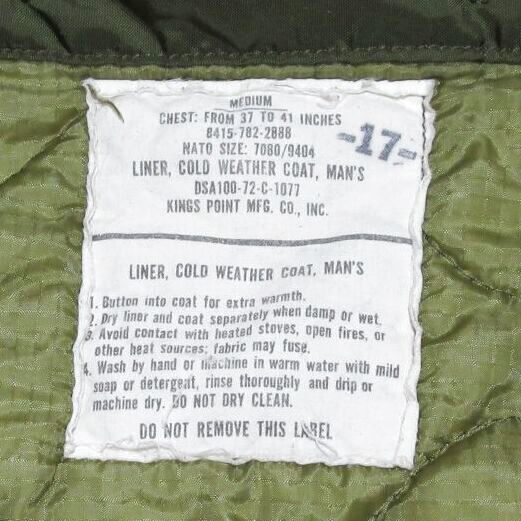 MEDIUM
CHEST: FROM 37 TO 41 INCHES
8415-782-2888
NATO SIZE: 7080/9404
-17-
LINER, COLD WEATHER COAT, MAN'S
DSA100-72-C-1077
KINGS POINT MFG. CO., INC.
LINER, COLD WEATHER COAT, MAN'S
1. Button into coat for extra warmth.
2. Dry liner and coat separately when damp or wet.
3. Avoid contact with heated stoves, open fires, or
other heat sources; fabric may fuse.
4. Wash by hand or machine in warm water with mild
soap or detergent, rinse thoroughly and drip or
machine dry. DO NOT DRY CLEAN.
DO NOT REMOVE THIS LABEL